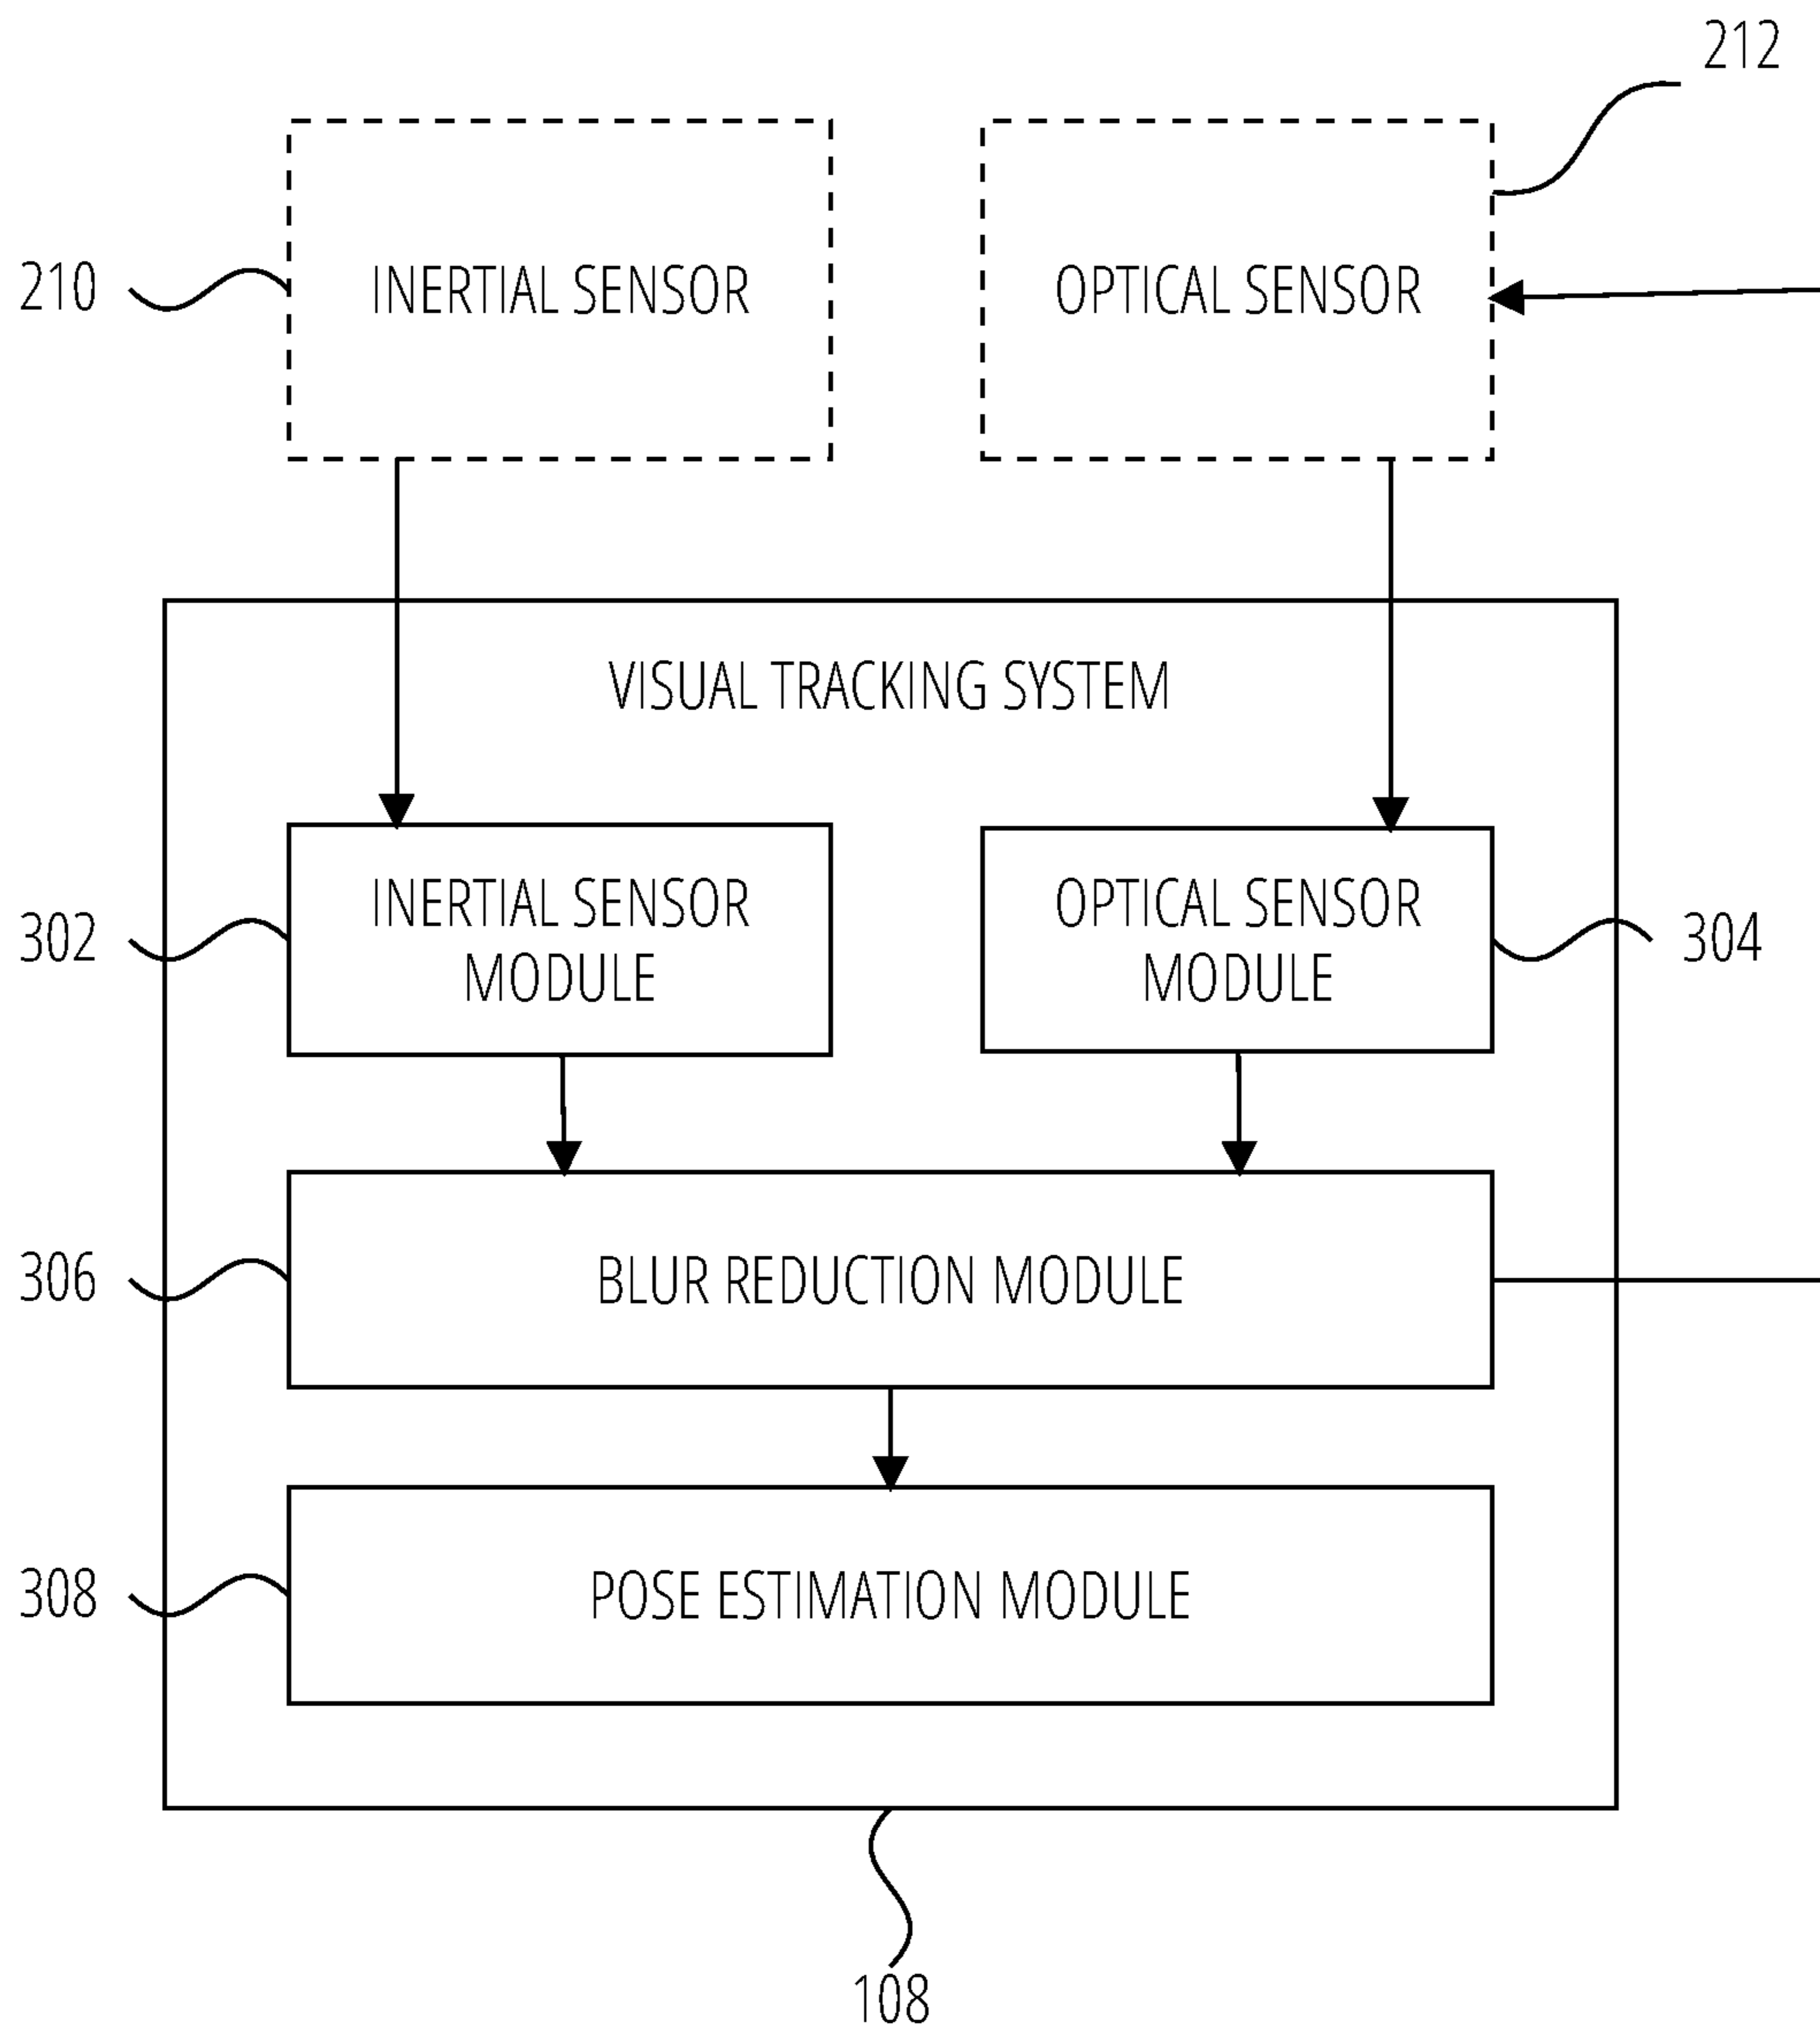 212
210
INERTIAL SENSOR
OPTICAL SENSOR
VISUAL TRACKING SYSTEM
302
INERTIAL SENSOR
MODULE
OPTICAL SENSOR
MODULE
304
306
BLUR REDUCTION MODULE
308
POSE ESTIMATION MODULE
108